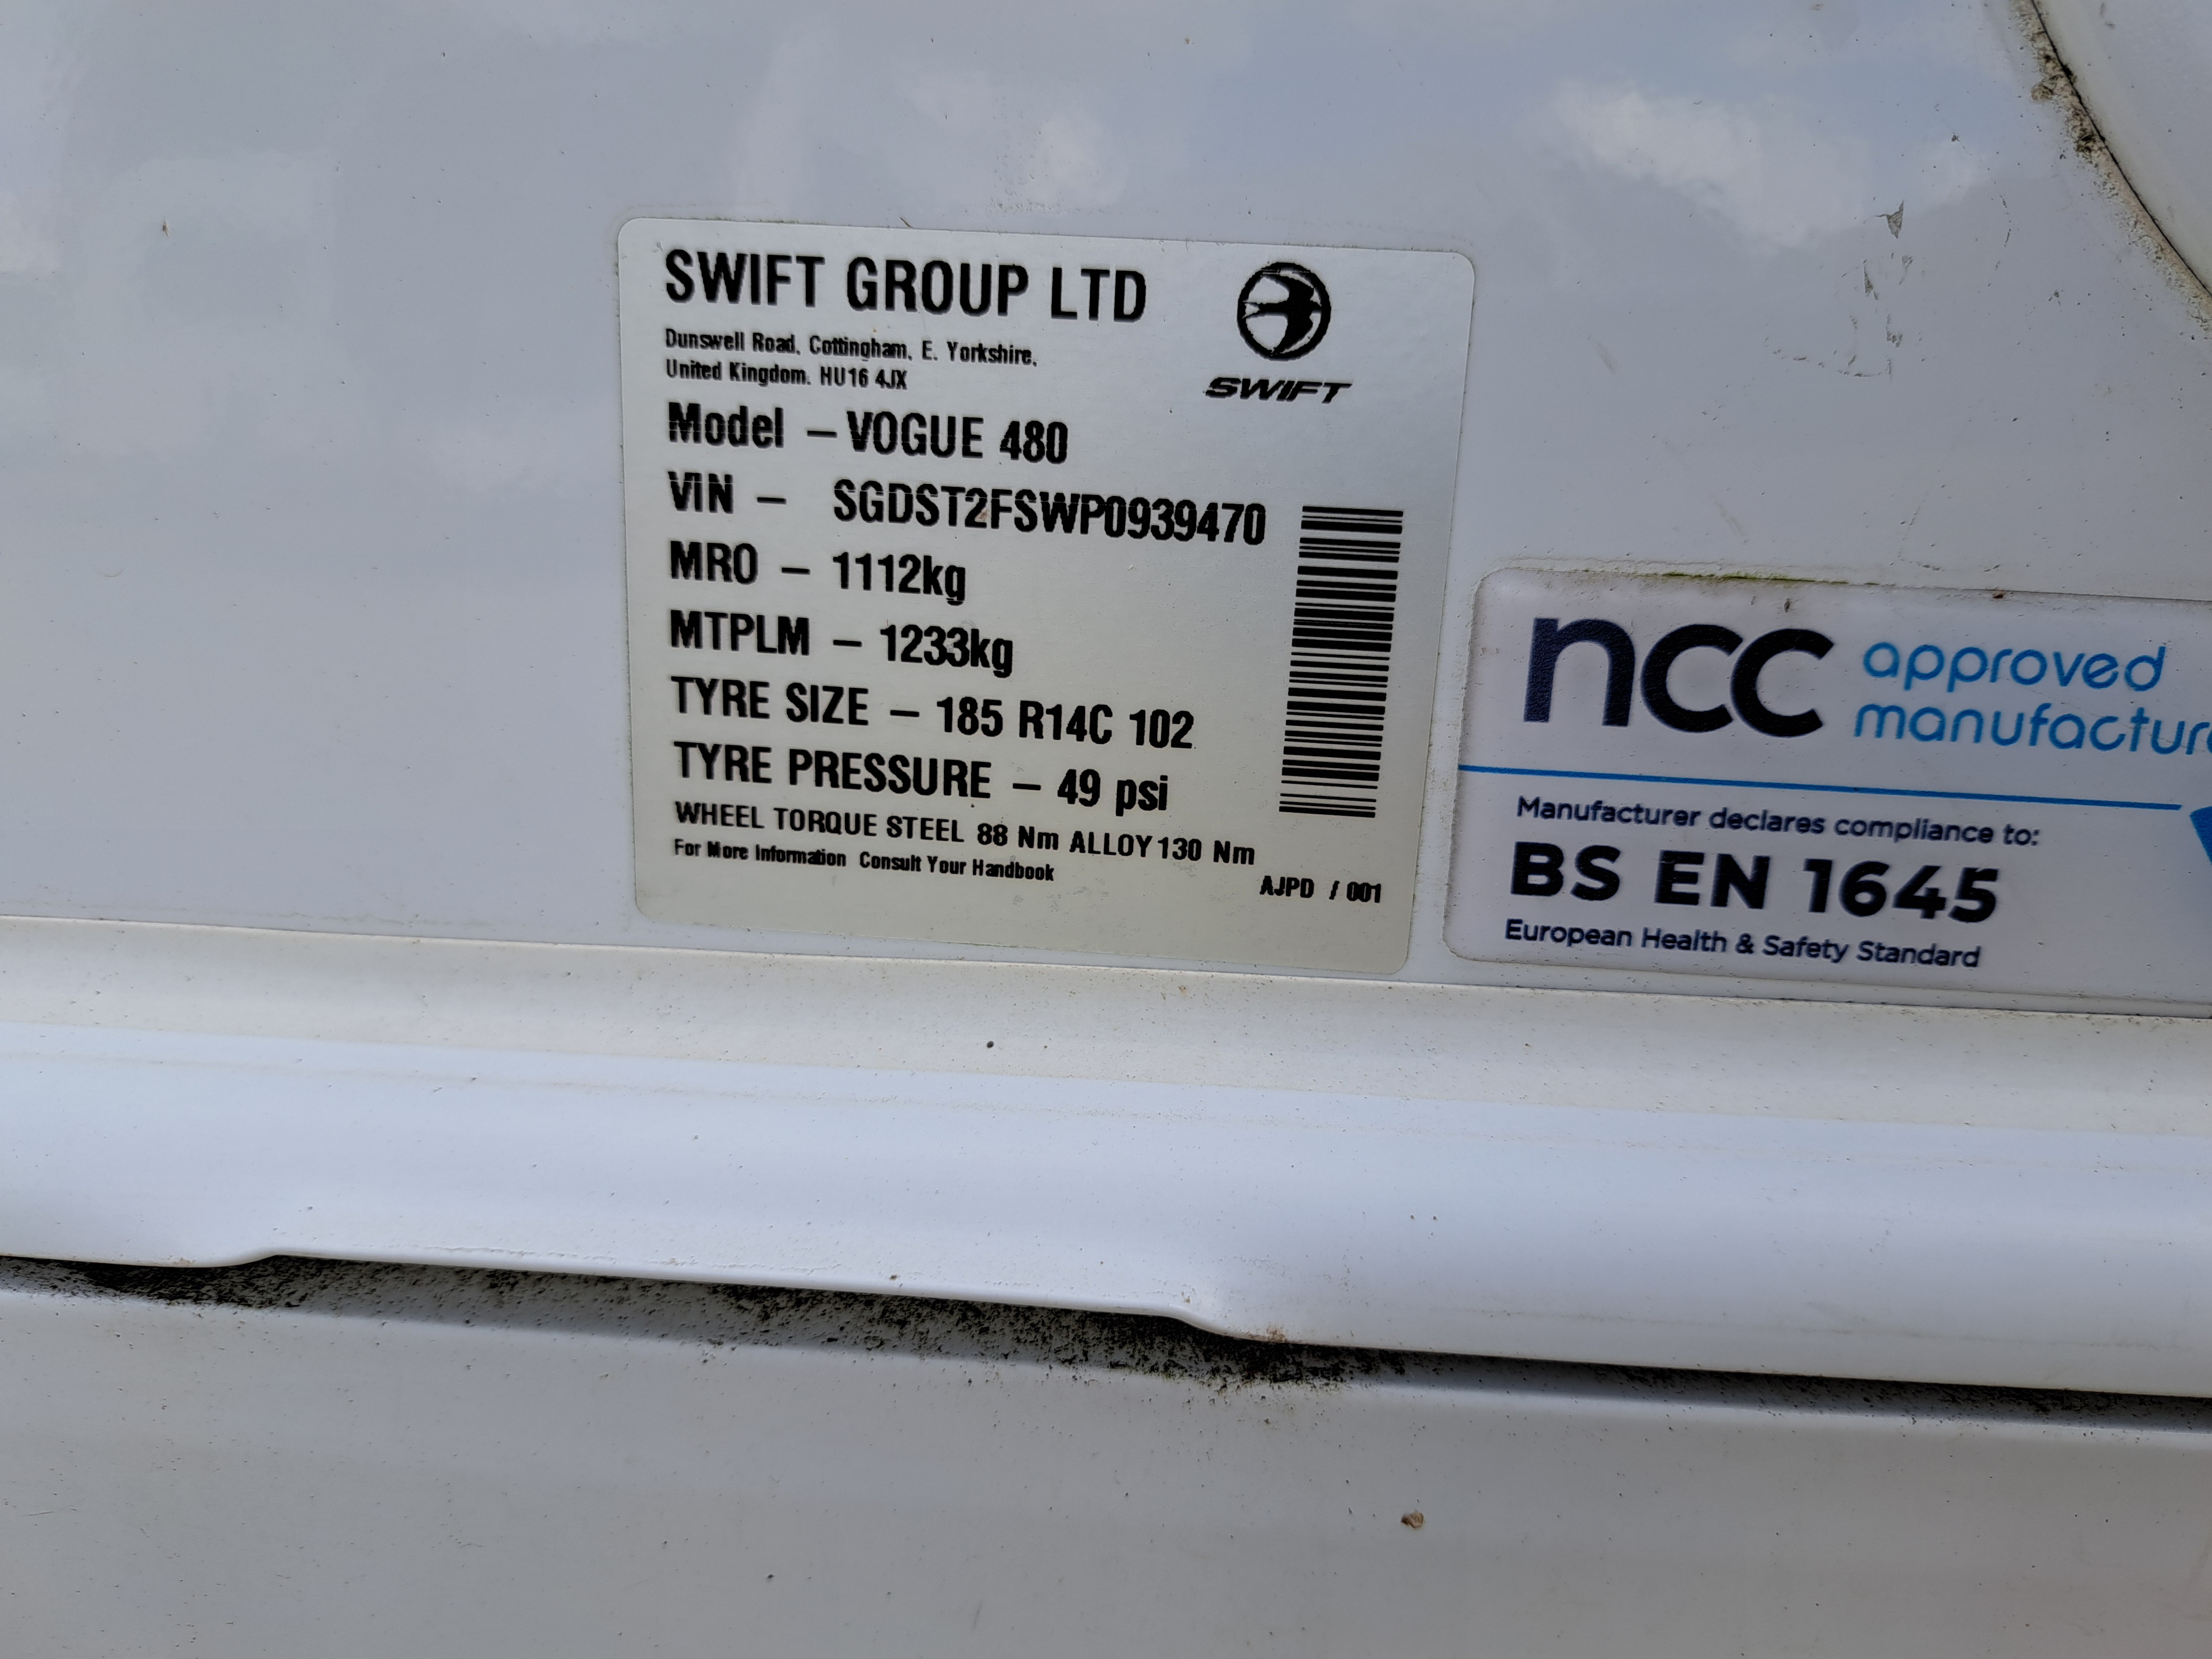 SWIFT GROUP LTD
Dunswell Road, Cottingham, E. Yorkshire,
United Kingdom. HU16 4JX
SWIFT
Model – VOGUE 480
VIN – SGDST2FSWP0939470
MRO – 1112kg
MTPLM – 1233kg
TYRE SIZE – 185 R14C 102
TYRE PRESSURE – 49 psi
WHEEL TORQUE STEEL 88 Nm ALLOY 130 Nm
For More Information Consult Your Handbook
AJPD / 001
ncc approved
manufactur
Manufacturer declares compliance to:
BS EN 1645
European Health & Safety Standard